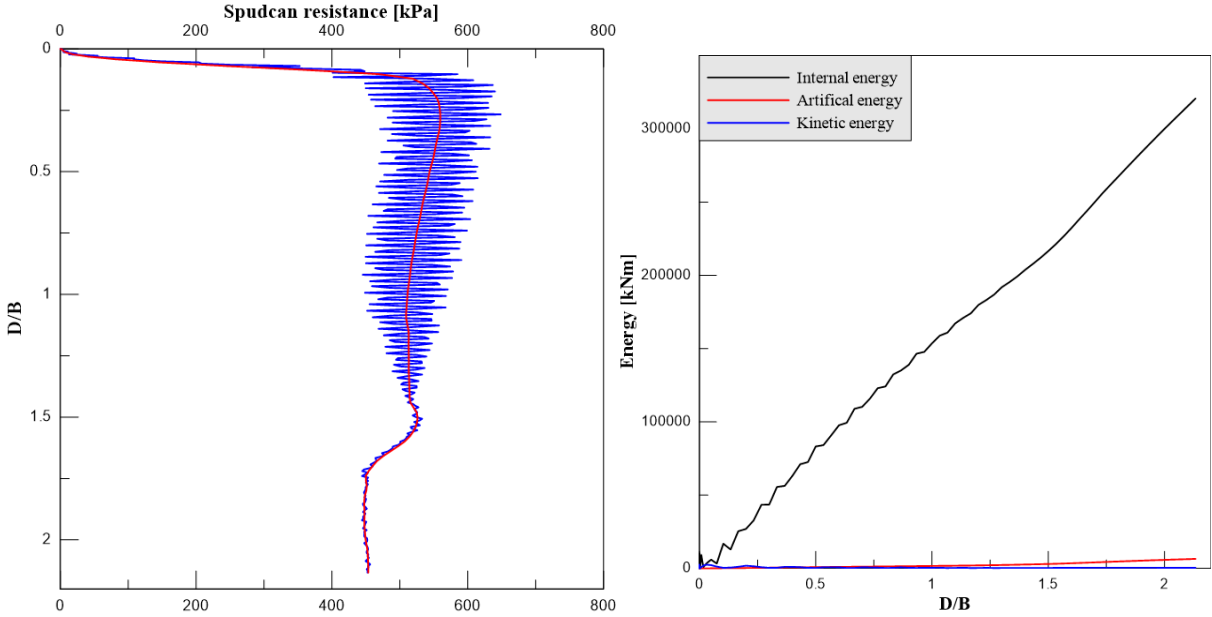 Spudcan resistance [kPa]
0 200 400 600 800
0
0.5
1
1.5
2
D/B
0 200 400 600 800
Internal energy
Artifical energy
Kinetic energy
300000
200000
100000
0
Energy [kNm]
0 0.5 1 1.5 2
D/B